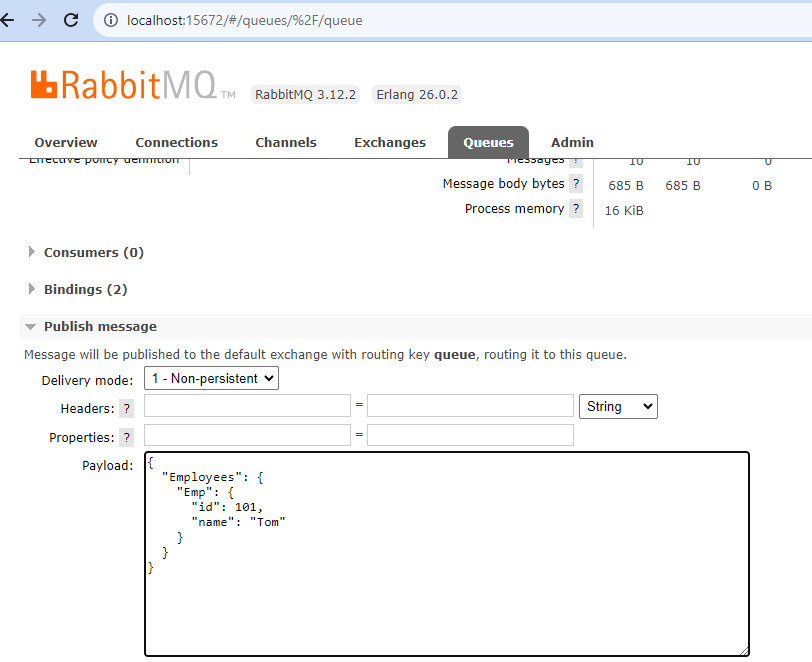 localhost:15672/#/queues/%2F/queue
RabbitMQ TM RabbitMQ 3.12.2 Erlang 26.0.2
Overview Connections Channels Exchanges Queues Admin
Effective policy definition
Messages ? 10 10 0
Message body bytes ? 685 B 685 B 0 B
Process memory ? 16 KiB
Consumers (0)
Bindings (2)
Publish message
Message will be published to the default exchange with routing key queue, routing it to this queue.
Delivery mode: 1 - Non-persistent
Headers: ? = String
Properties: ? =
Payload:
{
  "Employees": {
    "Emp": {
      "id": 101,
      "name": "Tom"
    }
  }
}